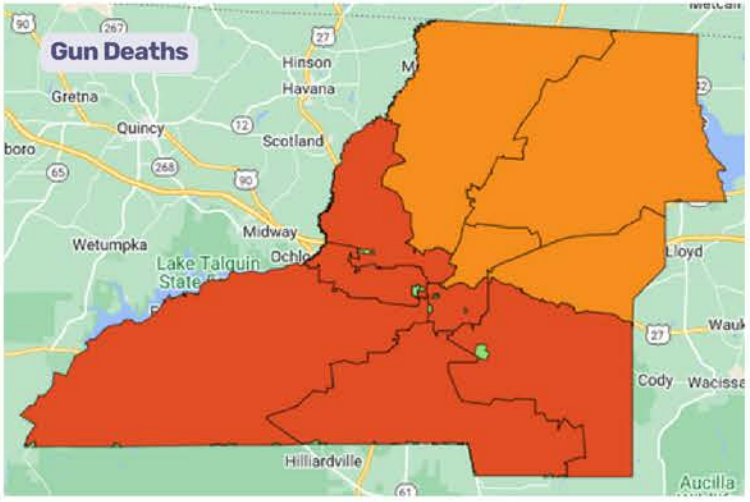 90
267
Gun Deaths
27
Hinson
Havana
Gretna
Quincy
12
Scotland
boro
65
268
90
Midway
Wetumpka
Ochlo
Lake Talquin
State
Lloyd
27
Wauk
Cody
Wacissa
Hilliardville
61
Aucilla